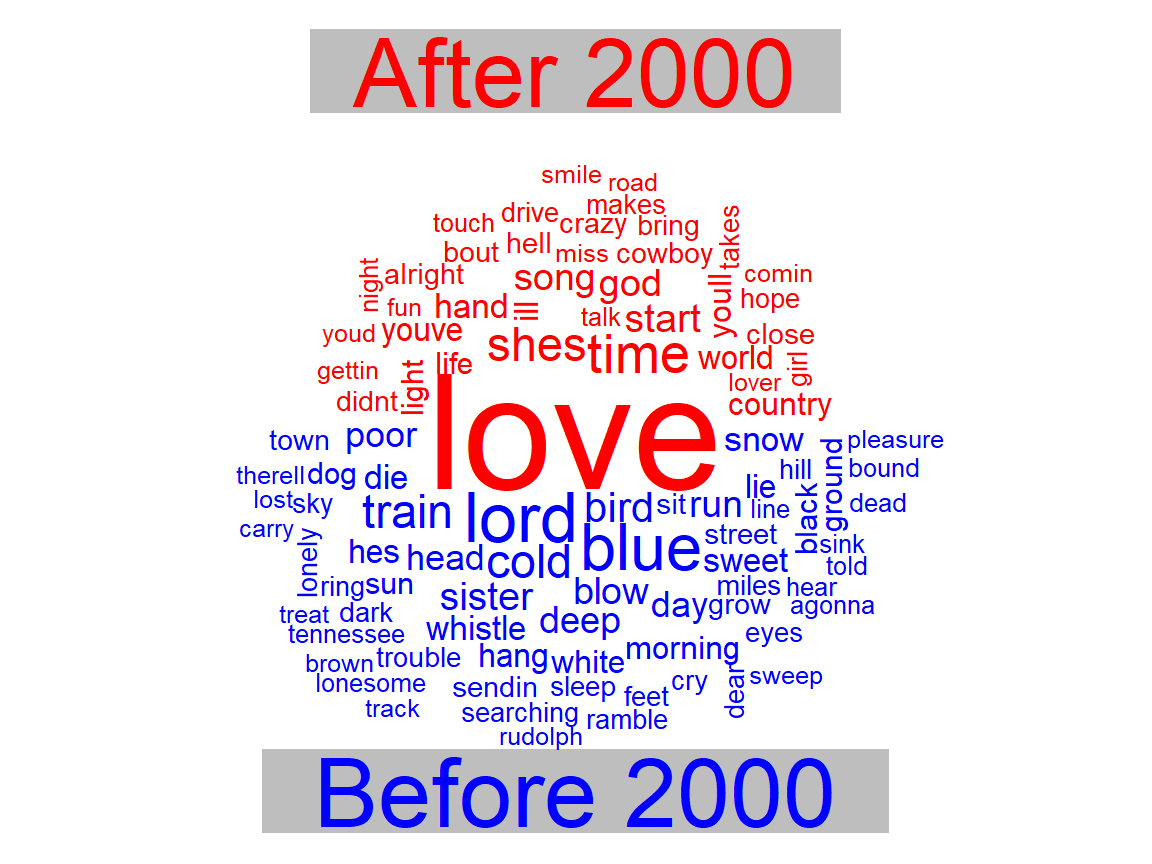 After 2000
smile road
makes
touch drive crazy bring takes
bout hell miss cowboy
night alright song god youll comin
fun hand ill talk start hope
youd youve shes time world close
gettin life lover girl
didnt light love country
town poor snow pleasure
therell dog die lie hill ground bound
lost sky train lord bird sit run line black dead
carry lonely hes head cold blue street sweet sink
ring sun sister blow miles hear told
treat dark whistle deep day grow agonna
tennessee eyes
brown trouble hang white morning
lonesome sendin sleep feet cry dear sweep
track searching ramble
rudolph
Before 2000